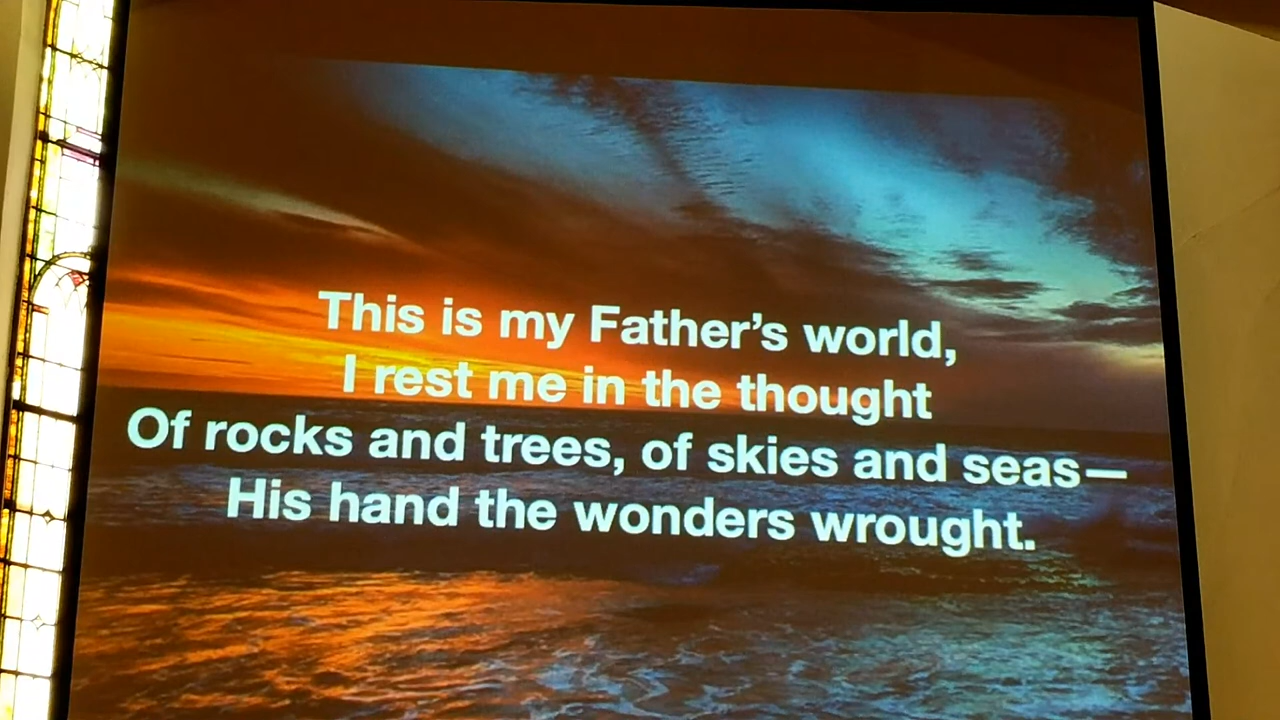 This is my Father’s world,
I rest me in the thought
Of rocks and trees, of skies and seas—
His hand the wonders wrought.